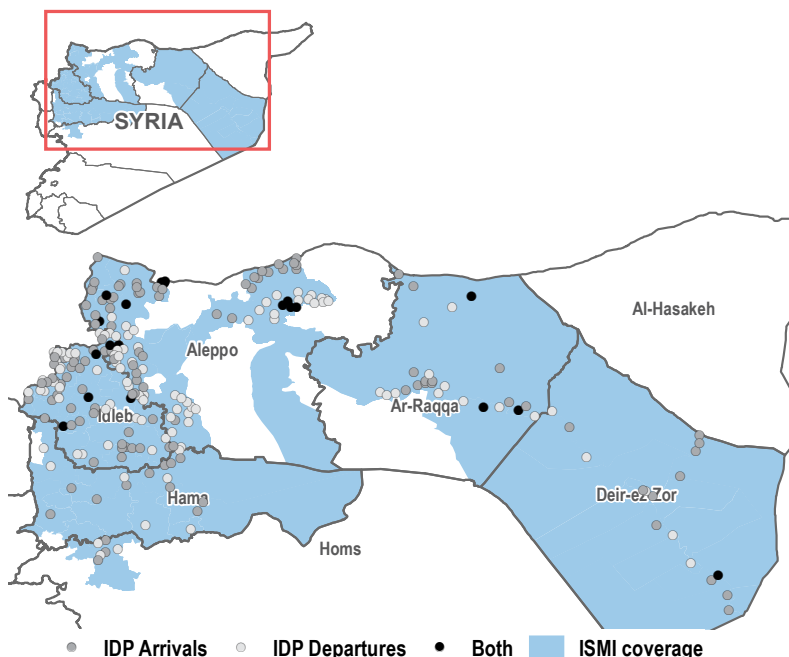 SYRIA
Al-Hasakeh
Aleppo
Ar-Raqqa
Idleb
Deir-ez-Zor
Hama
Homs
IDP Arrivals IDP Departures Both ISMI coverage